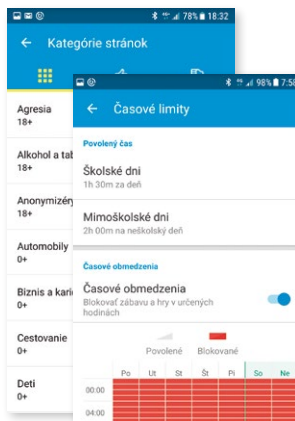 78% 18:32
Kategórie stránok
Agresia
18+
Alkohol a
18+
18+
Automobily
0+
Biznis a
0+
Cestovanie
0+
Deti
0+
98% 7:58
Časové limity
Povolený čas
Školské dni
1h 30m za deň
Mimoškolské dni
2h 00m na neškolský deň
Časové obmedzenia
Časové obmedzenia
Blokovať zábavu a hry v určených
hodinách
Povolené Blokované
Po Ut St Št Pi So Ne
00:00
04:00